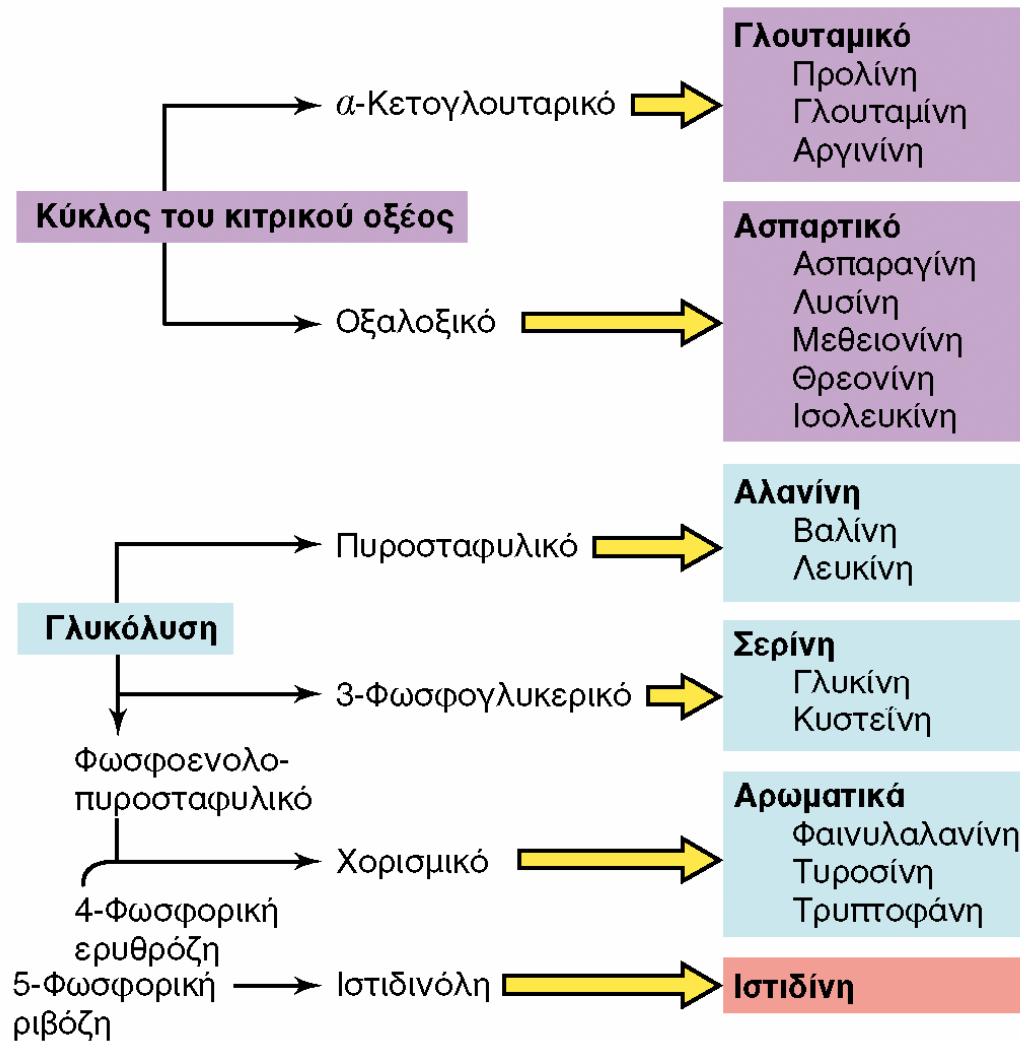 Γλουταμικό
Προλίνη
α-Κετογλουταρικό
Γλουταμίνη
Αργινίνη
Κύκλος του κιτρικού οξέος
Ασπαρτικό
Ασπαραγίνη
Λυσίνη
Οξαλοξικό
Μεθειονίνη
Θρεονίνη
Ισολευκίνη
Αλανίνη
Πυροσταφυλικό
Βαλίνη
Λευκίνη
Γλυκόλυση
Σερίνη
3-Φωσφογλυκερικό
Γλυκίνη
Κυστεΐνη
Φωσφοενολο-
πυροσταφυλικό
Αρωματικά
Φαινυλαλανίνη
Χορισμικό
Τυροσίνη
Τρυπτοφάνη
4-Φωσφορική
ερυθρόζη
5-Φωσφορική
ριβόζη
Ιστιδινόλη
Ιστιδίνη